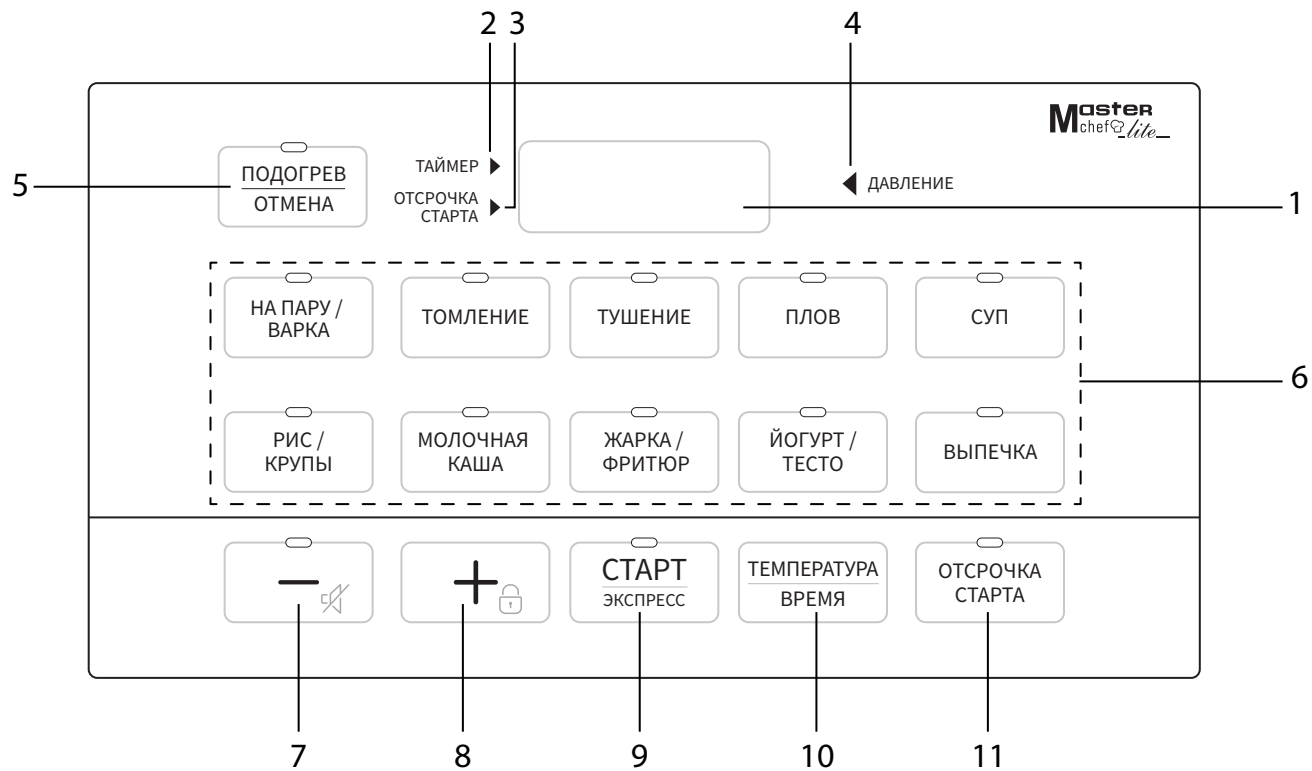 2 3 4
Master
chef lite
ПОДОГРЕВ
ОТМЕНА
5
ТАЙМЕР
ОТСРОЧКА
СТАРТА
ДАВЛЕНИЕ
1
НА ПАРУ /
ВАРКА
ТОМЛЕНИЕ
ТУШЕНИЕ
ПЛОВ
СУП
6
РИС /
КРУПЫ
МОЛОЧНАЯ
КАША
ЖАРКА /
ФРИТЮР
ЙОГУРТ /
ТЕСТО
ВЫПЕЧКА
−
+
СТАРТ
ЭКСПРЕСС
ТЕМПЕРАТУРА
ВРЕМЯ
ОТСРОЧКА
СТАРТА
7 8 9 10 11